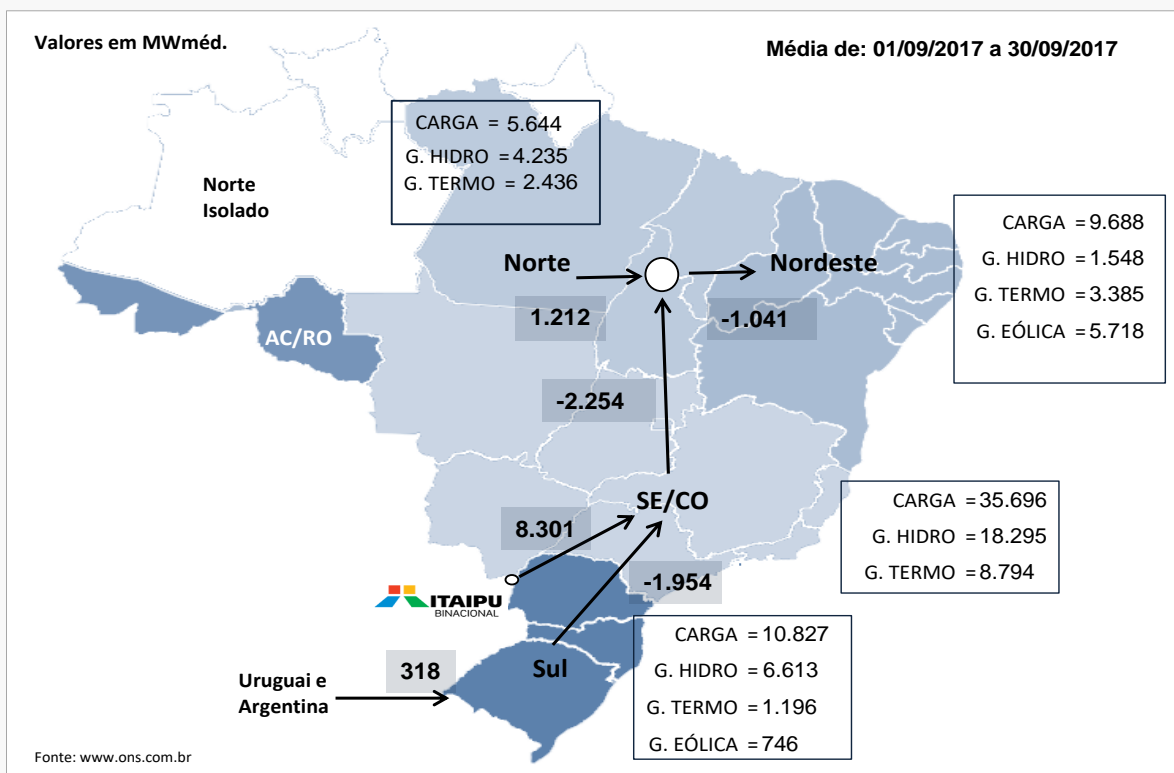 Valores em MWméd.
Média de: 01/09/2017 a 30/09/2017
CARGA = 5.644
G. HIDRO = 4.235
G. TERMO = 2.436
Norte
Isolado
CARGA = 9.688
G. HIDRO = 1.548
G. TERMO = 3.385
G. EÓLICA = 5.718
Norte
Nordeste
1.212
-1.041
AC/RO
-2.254
SE/CO
CARGA = 35.696
G. HIDRO = 18.295
G. TERMO = 8.794
8.301
-1.954
ITAIPU
BINACIONAL
CARGA = 10.827
G. HIDRO = 6.613
G. TERMO = 1.196
G. EÓLICA = 746
318
Sul
Uruguai e
Argentina
Fonte: www.ons.com.br